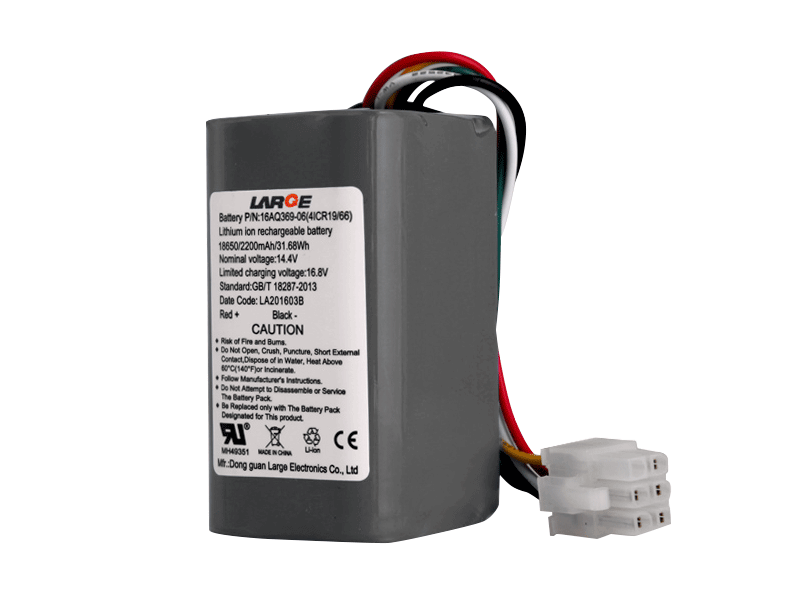 LARGE
Battery P/N:16AQ369-06(4ICR19/66)
Lithium ion rechargeable battery
18650/2200mAh/31.68Wh
Nominal voltage:14.4V
Limited charging voltage:16.8V
Standard:GB/T 18287-2013
Date Code: LA201603B
Red + Black -
CAUTION
Risk of Fire and Burns.
Do Not Open, Crush, Puncture, Short External
Contact,Dispose of in Water, Heat Above
60°C(140°F)or Incinerate.
Follow Manufacturer's Instructions.
Do Not Attempt to Disassemble or Service
The Battery Pack.
Be Replaced only with The Battery Pack
Designated for This product.
MH49351 MADE IN CHINA Li-ion CE
Mfr.:Dong guan Large Electronics Co., Ltd